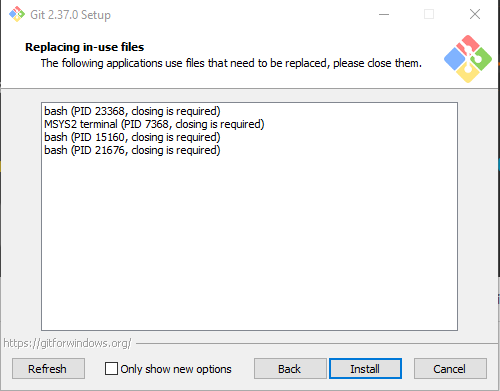 Git 2.37.0 Setup
Replacing in-use files
The following applications use files that need to be replaced, please close them.
bash (PID 23368, closing is required)
MSYS2 terminal (PID 7368, closing is required)
bash (PID 15160, closing is required)
bash (PID 21676, closing is required)
https://gitforwindows.org/
Refresh
Only show new options
Back
Install
Cancel